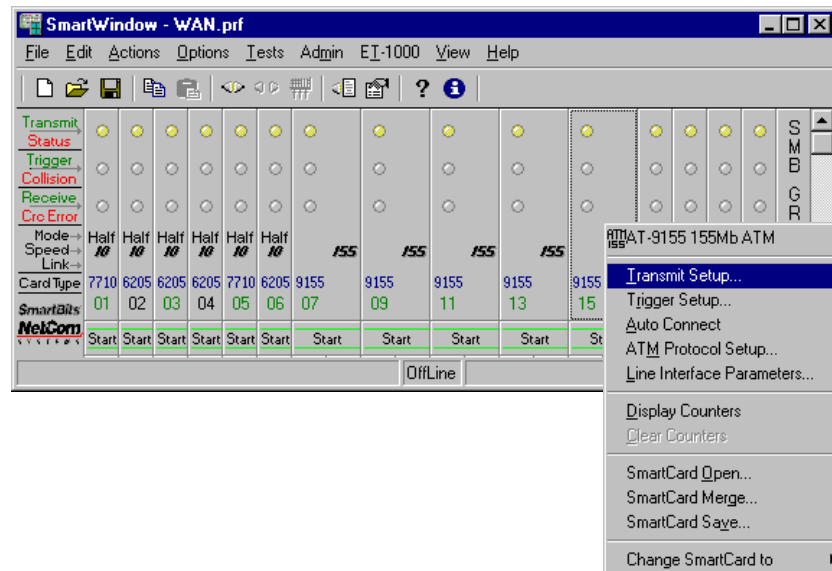 SmartWindow - WAN.prf
File Edit Actions Options Tests Admin ET-1000 View Help
Transmit
Status
Trigger
Collision
Receive
Crc Error
S
M
B
G
R
Mode→ Half Half Half Half Half Half
Speed→ 10 10 10 10 10 10 155 155 155 155
Link→
Card Type 7710 6205 6205 6205 7710 6205 9155 9155 9155 9155 9155
SmartBits 01 02 03 04 05 06 07 09 11 13 15
NetCom
SYSTEMS
Start Start Start Start Start Start Start Start Start Start St
OffLine
ATM 155 AT-9155 155Mb ATM
Transmit Setup...
Trigger Setup...
Auto Connect
ATM Protocol Setup...
Line Interface Parameters...
Display Counters
Clear Counters
SmartCard Open...
SmartCard Merge...
SmartCard Save...
Change SmartCard to